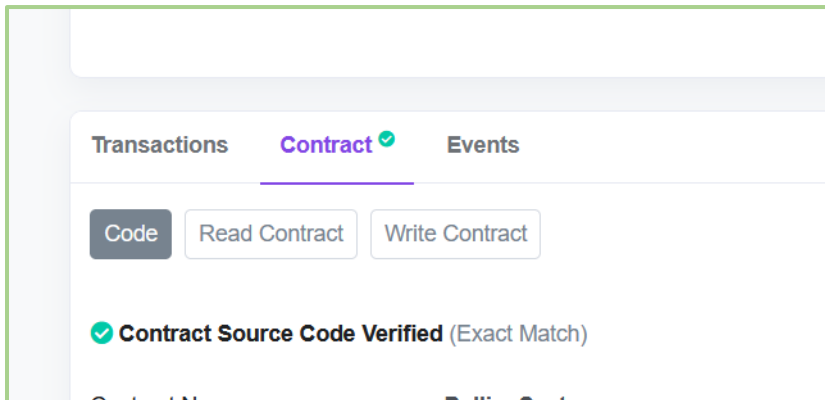 Transactions Contract Events
Code Read Contract Write Contract
Contract Source Code Verified (Exact Match)